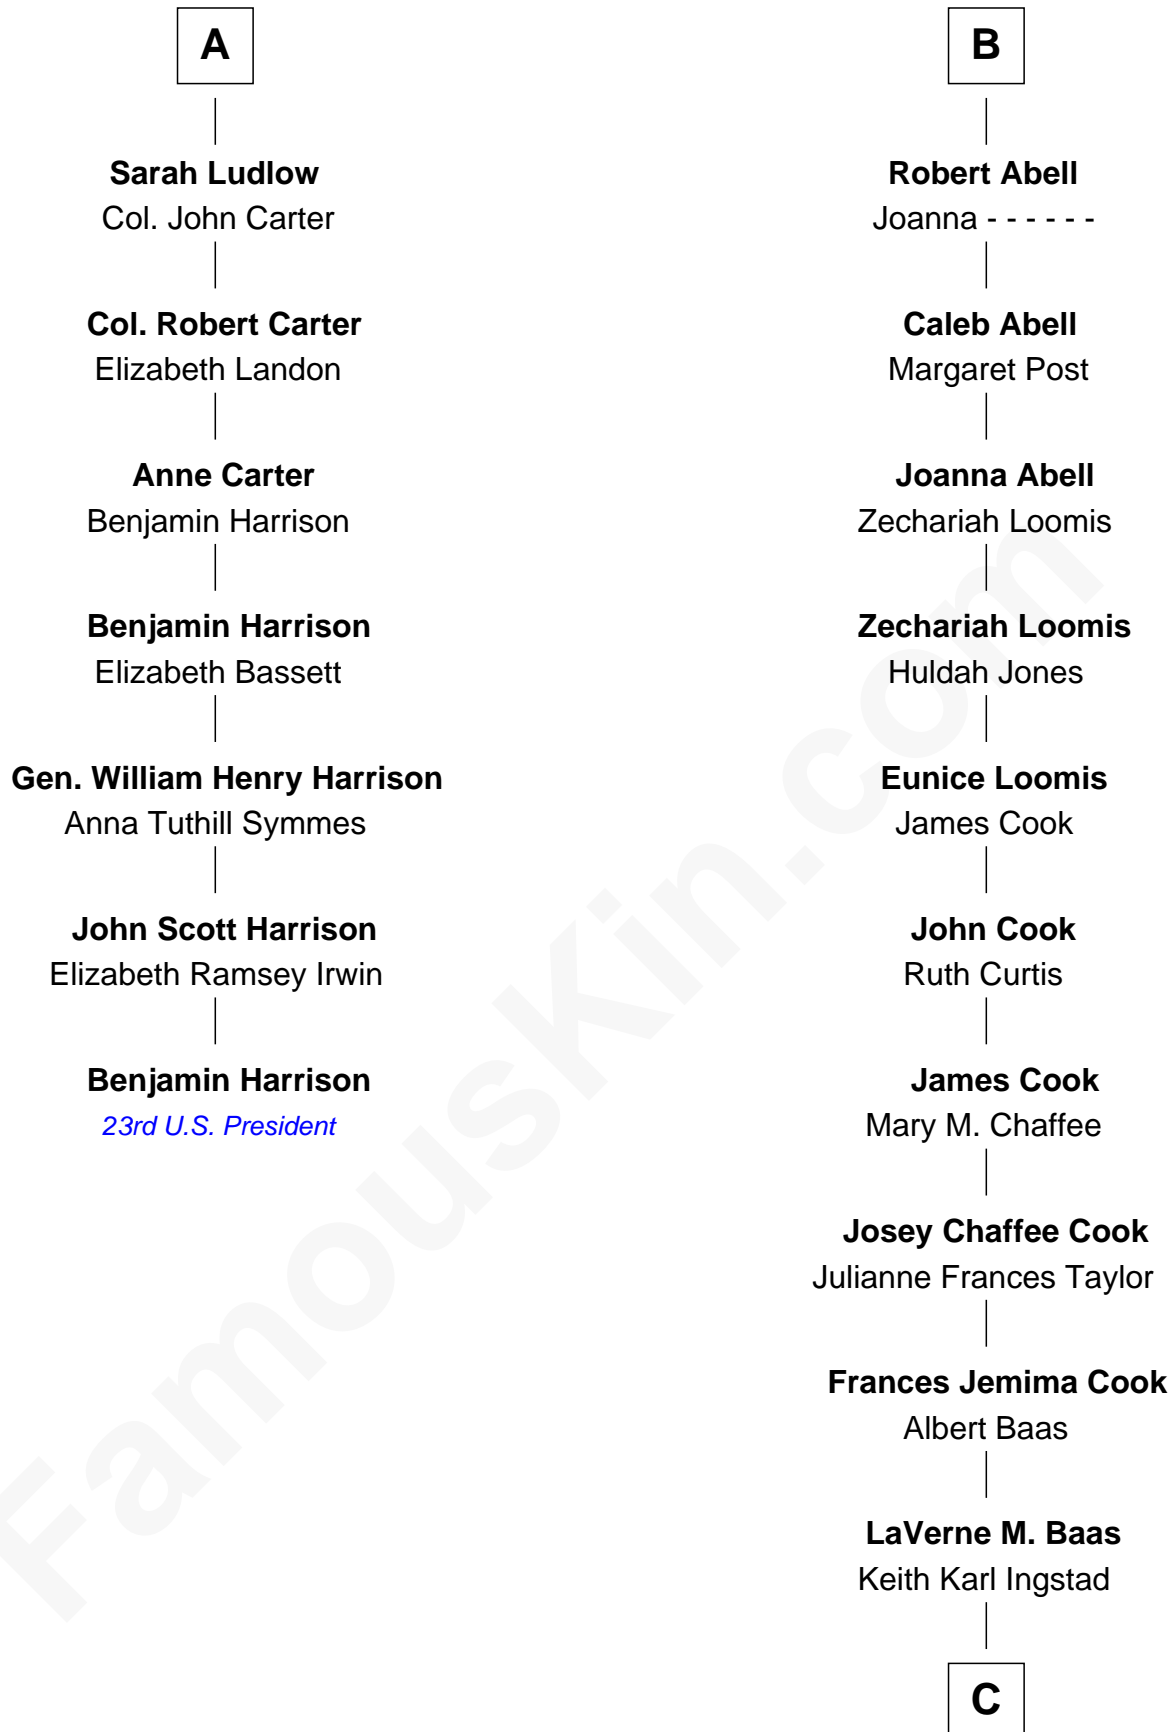 A
Sarah Ludlow
Col. John Carter
Col. Robert Carter
Elizabeth Landon
Anne Carter
Benjamin Harrison
Benjamin Harrison
Elizabeth Bassett
Gen. William Henry Harrison
Anna Tuthill Symmes
John Scott Harrison
Elizabeth Ramsey Irwin
Benjamin Harrison
23rd U.S. President
B
Robert Abell
Joanna - - - - - -
Caleb Abell
Margaret Post
Joanna Abell
Zechariah Loomis
Zechariah Loomis
Huldah Jones
Eunice Loomis
James Cook
John Cook
Ruth Curtis
James Cook
Mary M. Chaffee
Josey Chaffee Cook
Julianne Frances Taylor
Frances Jemima Cook
Albert Baas
LaVerne M. Baas
Keith Karl Ingstad
C
FamousKin.com